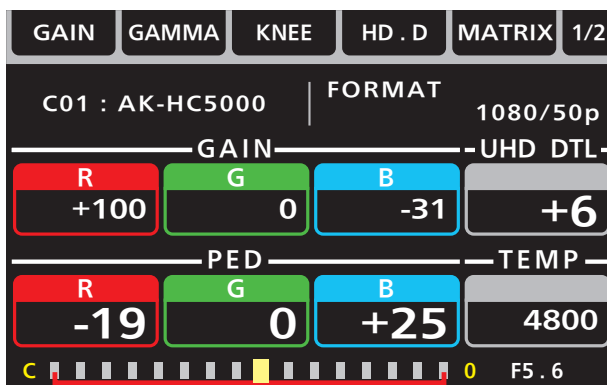 GAIN GAMMA KNEE HD . D MATRIX 1/2
C01 : AK-HC5000 FORMAT 1080/50p
GAIN UHD DTL
R G B
+100 0 -31 +6
PED TEMP
R G B
-19 0 +25 4800
C 0 F5 . 6